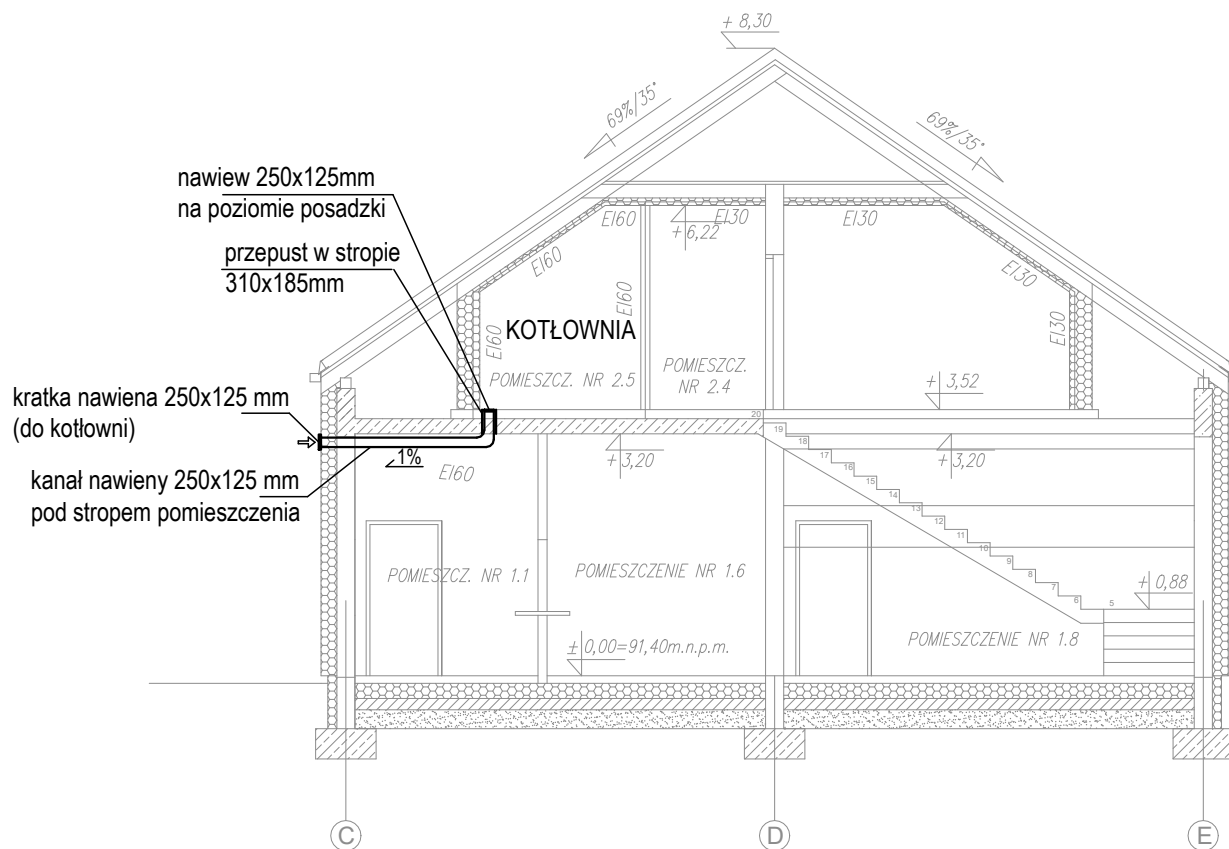 + 8,30
69%/35°
69%/35°
nawiew 250x125mm
na poziomie posadzki
przepust w stropie
310x185mm
EI60
+ 6,22
EI30
EI30
EI60
EI60
EI30
EI60
EI30
KOTŁOWNIA
POMIESZCZ. NR 2.5
POMIESZCZ.
NR 2.4
+ 3,52
kratka nawiena 250x125 mm
(do kotłowni)
kanał nawieny 250x125 mm
pod stropem pomieszczenia
1%
EI60
+ 3,20
+ 3,20
20
19
18
17
16
15
14
13
12
11
10
9
8
7
6
5
POMIESZCZ. NR 1.1
POMIESZCZENIE NR 1.6
+ 0,88
± 0,00=91,40m.n.p.m.
POMIESZCZENIE NR 1.8
C
D
E